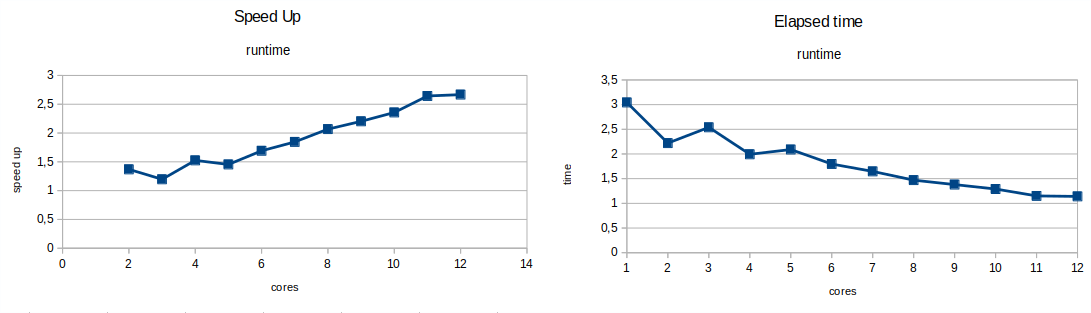 Speed Up
runtime
3
2,5
2
1,5
1
0,5
0
speed up
0 2 4 6 8 10 12 14
cores
Elapsed time
runtime
3,5
3
2,5
2
1,5
1
0,5
0
time
1 2 3 4 5 6 7 8 9 10 11 12
cores